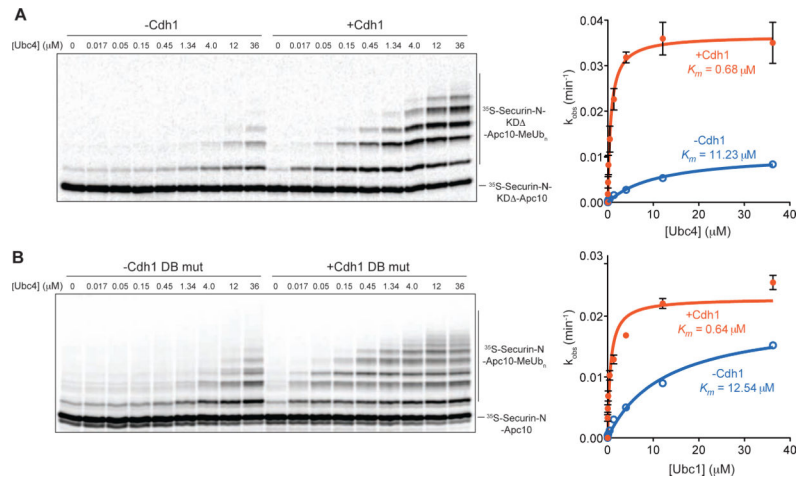 A
-Cdh1
+Cdh1
[Ubc4] (μM)
0 0.017 0.05 0.15 0.45 1.34 4.0 12 36 0 0.017 0.05 0.15 0.45 1.34 4.0 12 36
³⁵S-Securin-N-
KDΔ
-Apc10-MeUbₙ
³⁵S-Securin-N-
KDΔ-Apc10
0.04
0.03
0.02
0.01
0.00
k_obs (min⁻¹)
+Cdh1
K_m = 0.68 μM
-Cdh1
K_m = 11.23 μM
0 10 20 30 40
[Ubc4] (μM)
B
-Cdh1 DB mut
+Cdh1 DB mut
[Ubc4] (μM)
0 0.017 0.05 0.15 0.45 1.34 4.0 12 36 0 0.017 0.05 0.15 0.45 1.34 4.0 12 36
³⁵S-Securin-N
-Apc10-MeUbₙ
³⁵S-Securin-N
-Apc10
0.03
0.02
0.01
0.00
k_obs (min⁻¹)
+Cdh1
K_m = 0.64 μM
-Cdh1
K_m = 12.54 μM
0 10 20 30 40
[Ubc1] (μM)